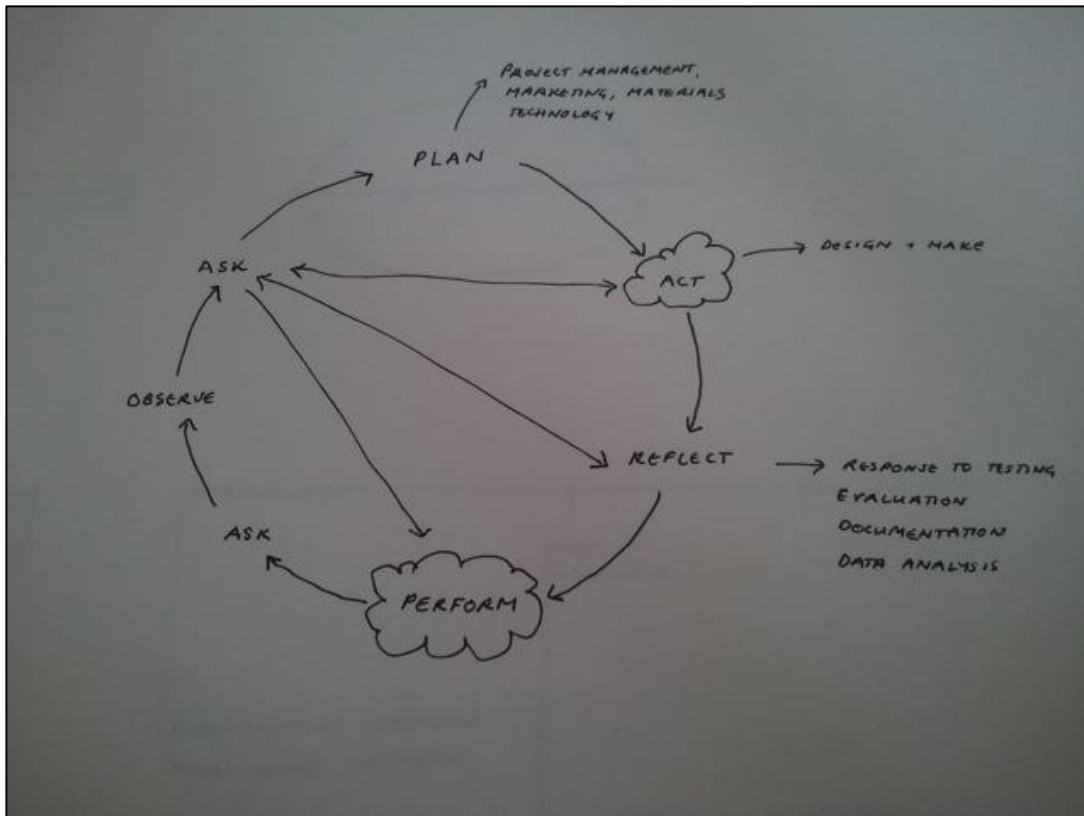 PROJECT MANAGEMENT,
MARKETING, MATERIALS
TECHNOLOGY
PLAN
ASK
ACT
DESIGN + MAKE
OBSERVE
REFLECT
RESPONSE TO TESTING
EVALUATION
DOCUMENTATION
DATA ANALYSIS
ASK
PERFORM